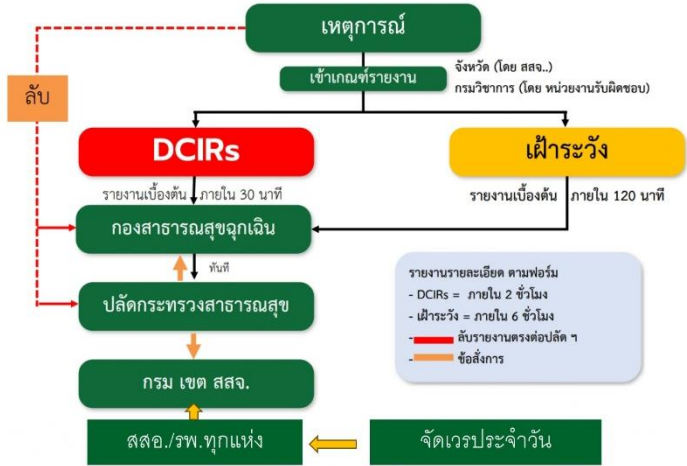 เหตุการณ์
ลับ
เข้าเกณฑ์รายงาน
จังหวัด (โดย สสจ..)
กรมวิชาการ (โดย หน่วยงานรับผิดชอบ)
DCIRs
เฝ้าระวัง
รายงานเบื้องต้น ภายใน 30 นาที
รายงานเบื้องต้น ภายใน 120 นาที
กองสาธารณสุขฉุกเฉิน
ทันที
ปลัดกระทรวงสาธารณสุข
รายงานรายละเอียด ตามฟอร์ม
- DCIRs = ภายใน 2 ชั่วโมง
- เฝ้าระวัง = ภายใน 6 ชั่วโมง
- ลับรายงานตรงต่อปลัด ฯ
- ข้อสั่งการ
กรม เขต สสจ.
สสอ./รพ.ทุกแห่ง
จัดเวรประจำวัน